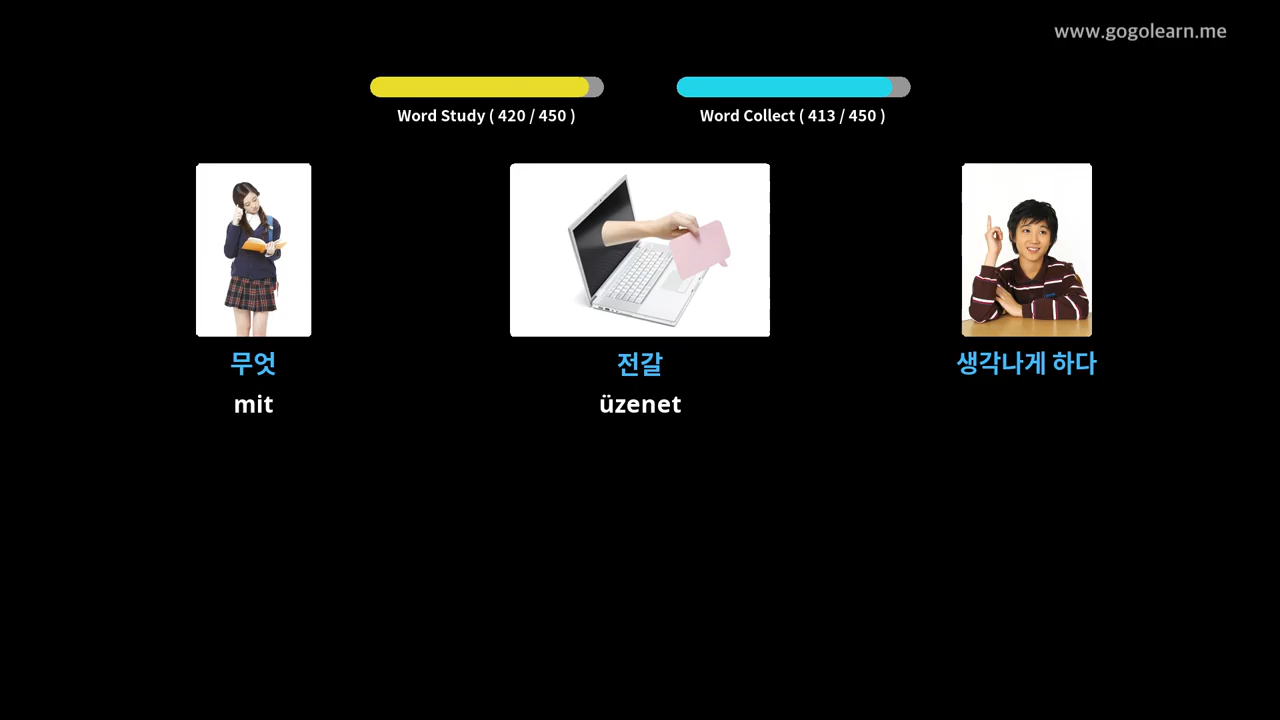 www.gogolearn.me
Word Study ( 420 / 450 )
Word Collect ( 413 / 450 )
무엇
전갈
생각나게 하다
mit
üzenet